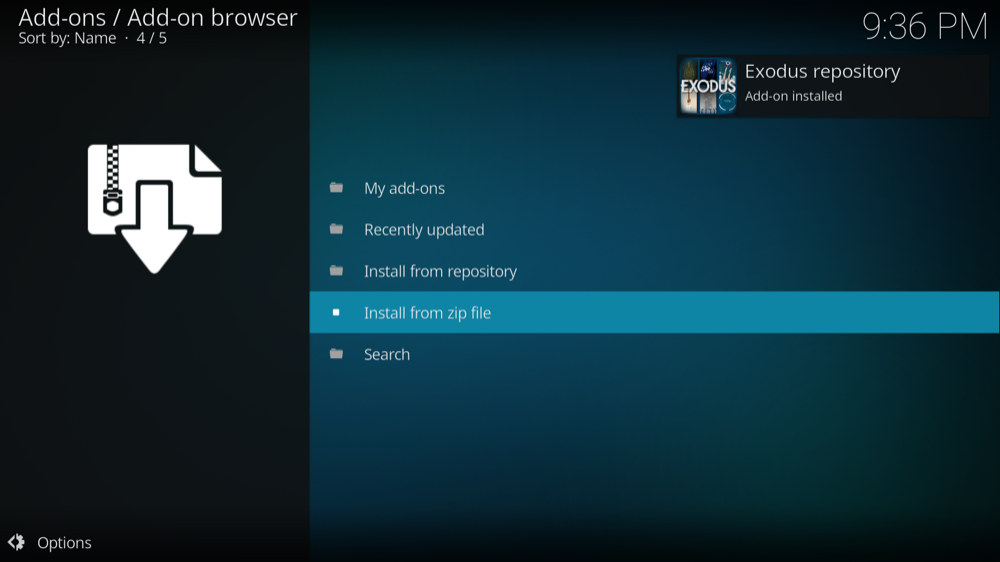 Add-ons / Add-on browser
Sort by: Name · 4 / 5
9:36 PM
EXODUS
Exodus repository
Add-on installed
My add-ons
Recently updated
Install from repository
Install from zip file
Search
Options